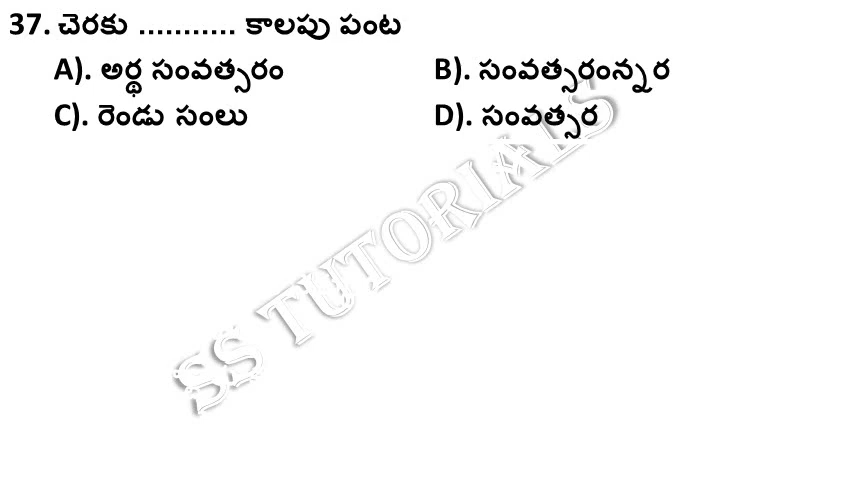 37. చెరకు ........... కాలపు పంట
A). అర్థ సంవత్సరం B). సంవత్సరంన్నర
C). రెండు సంలు D). సంవత్సర
SS TUTORIALS